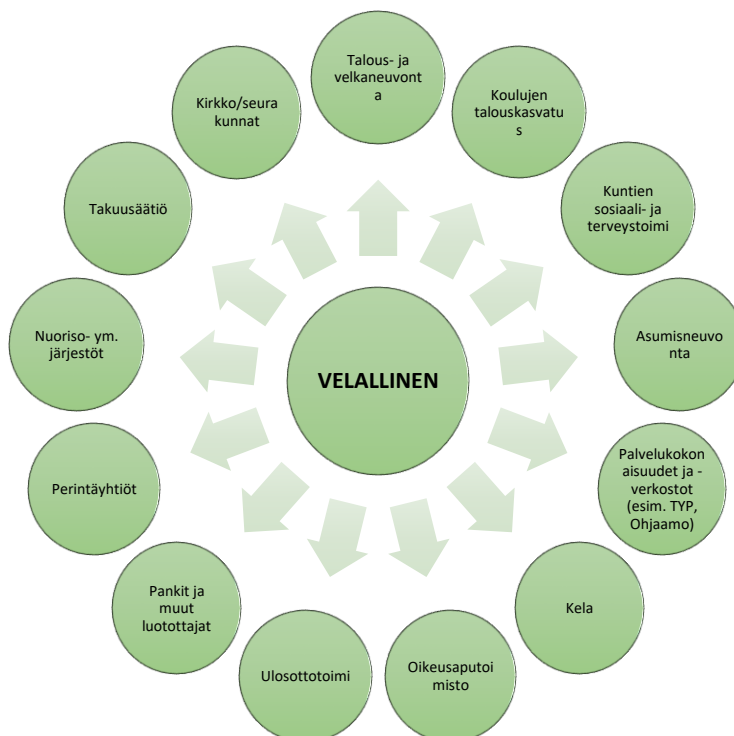 Talous- ja
velkaneuvont
a
Koulujen
talouskasvatu
s
Kuntien
sosiaali- ja
terveystoimi
Asumisneuvo
nta
Palvelukokon
aisuudet ja -
verkostot
(esim. TYP,
Ohjaamo)
Kela
Oikeusaputoi
misto
Ulosottotoimi
Pankit ja
muut
luotottajat
Perintäyhtiöt
Nuoriso- ym.
järjestöt
Takuusäätiö
Kirkko/seura
kunnat
VELALLINEN